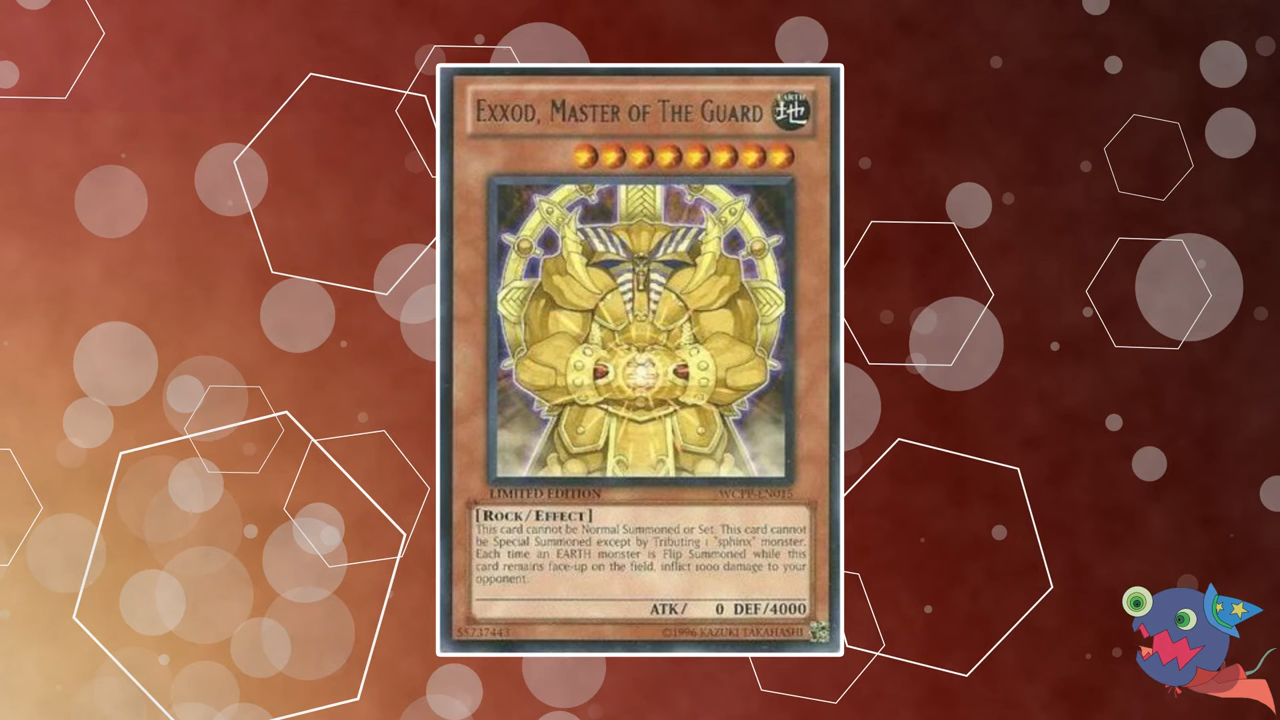 EXXOD, MASTER OF THE GUARD
EARTH
地
LIMITED EDITION
WCPP-EN015
[ROCK/EFFECT]
This card cannot be Normal Summoned or Set. This card cannot
be Special Summoned except by Tributing 1 "sphinx" monster.
Each time an EARTH monster is Flip Summoned while this
card remains face-up on the field, inflict 1000 damage to your
opponent.
ATK/ 0 DEF/4000
55737443
©1996 KAZUKI TAKAHASHI